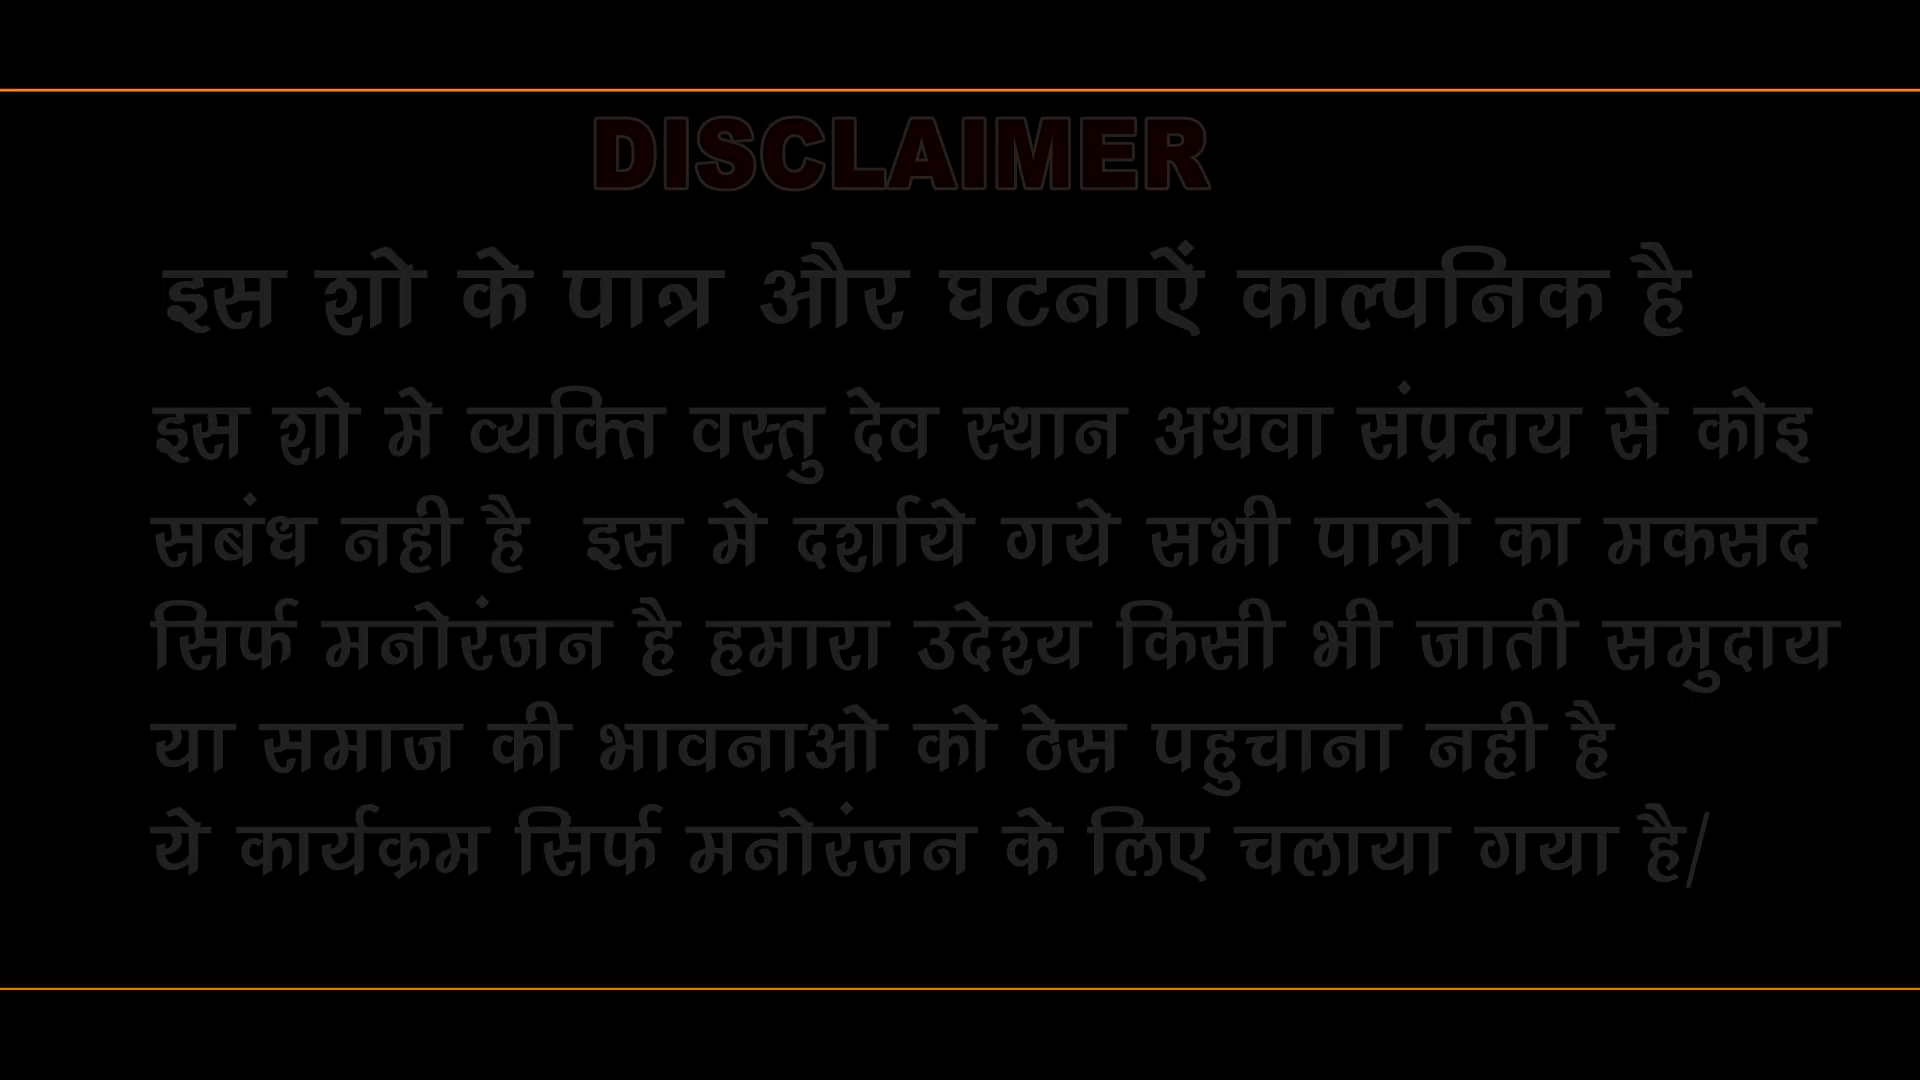 DISCLAIMER
इस शो के पात्र और घटनाऐं काल्पनिक है
इस शो मे व्यक्ति वस्तु देव स्थान अथवा संप्रदाय से कोइ
सबंध नही है इस मे दर्शाये गये सभी पात्रो का मकसद
सिर्फ मनोरंजन है हमारा उदेश्य किसी भी जाती समुदाय
या समाज की भावनाओ को ठेस पहुचाना नही है
ये कार्यक्रम सिर्फ मनोरंजन के लिए चलाया गया है/